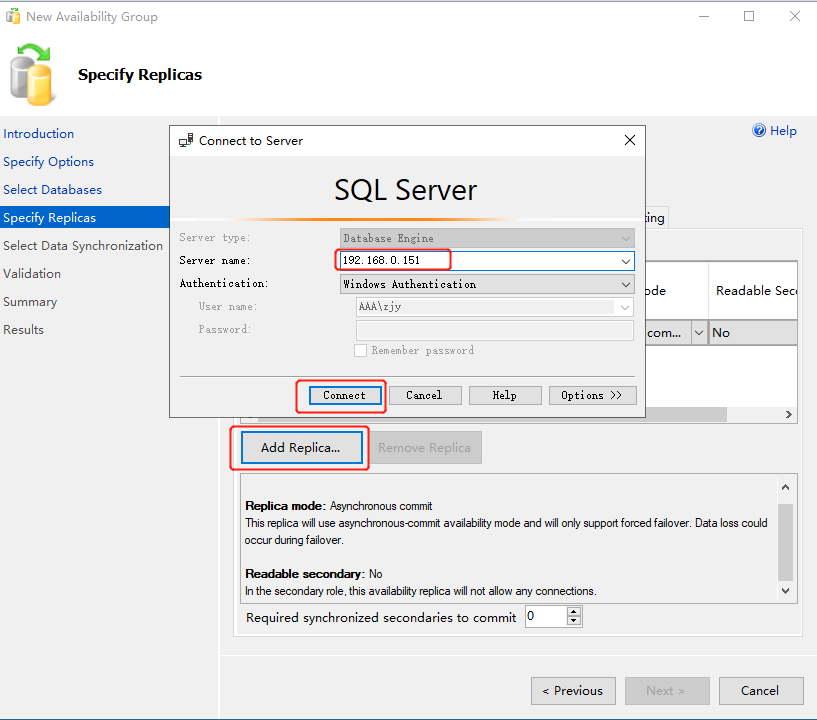 New Availability Group
Specify Replicas
Introduction
Help
Specify Options
Select Databases
Specify Replicas
Select Data Synchronization
Validation
Summary
Results
Connect to Server
SQL Server
Server type: Database Engine
Server name: 192.168.0.151
Authentication: Windows Authentication
User name: AAA\zjy
Password:
Remember password
Connect Cancel Help Options >>
ing
ode Readable Sec
com... No
Add Replica... Remove Replica
Replica mode: Asynchronous commit
This replica will use asynchronous-commit availability mode and will only support forced failover. Data loss could
occur during failover.
Readable secondary: No
In the secondary role, this availability replica will not allow any connections.
Required synchronized secondaries to commit 0
< Previous Next > Cancel